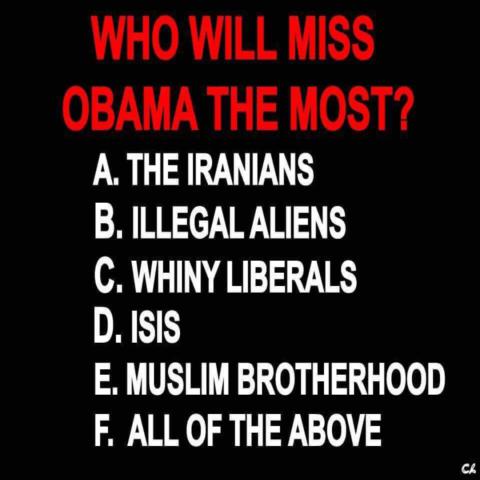 WHO WILL MISS
OBAMA THE MOST?
A. THE IRANIANS
B. ILLEGAL ALIENS
C. WHINY LIBERALS
D. ISIS
E. MUSLIM BROTHERHOOD
F. ALL OF THE ABOVE